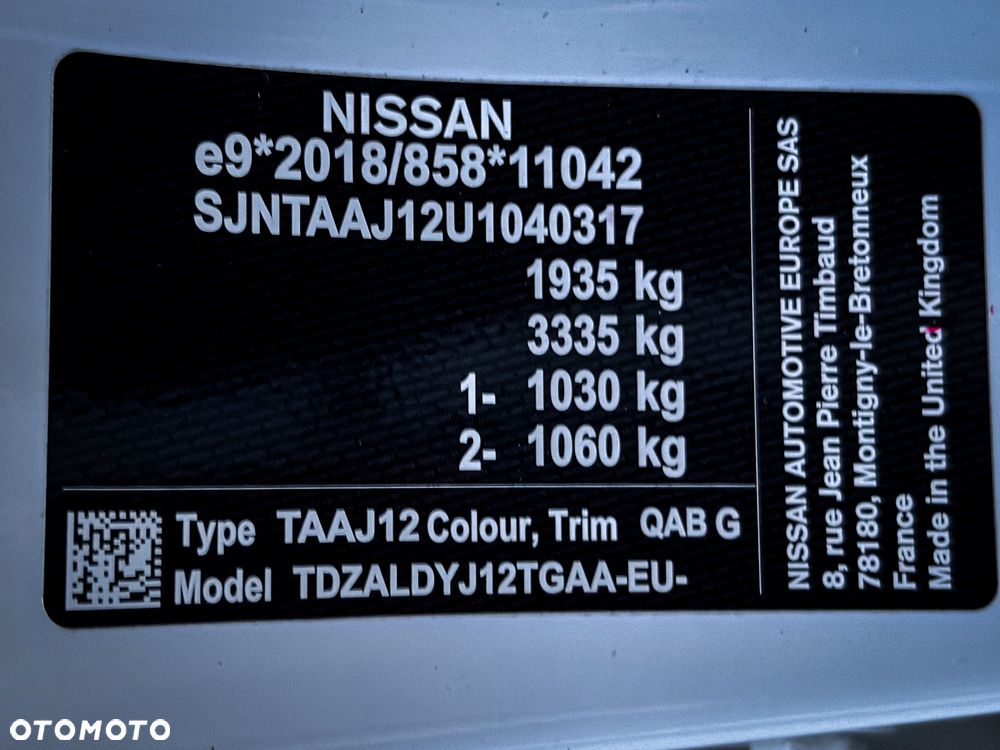 NISSAN
e9*2018/858*11042
SJNTAAJ12U1040317
1935 kg
3335 kg
1- 1030 kg
2- 1060 kg
Type TAAJ12 Colour, Trim QAB G
Model TDZALDYJ12TGAA-EU-
NISSAN AUTOMOTIVE EUROPE SAS
8, rue Jean Pierre Timbaud
78180, Montigny-le-Bretonneux
France
Made in the United Kingdom
OTOMOTO